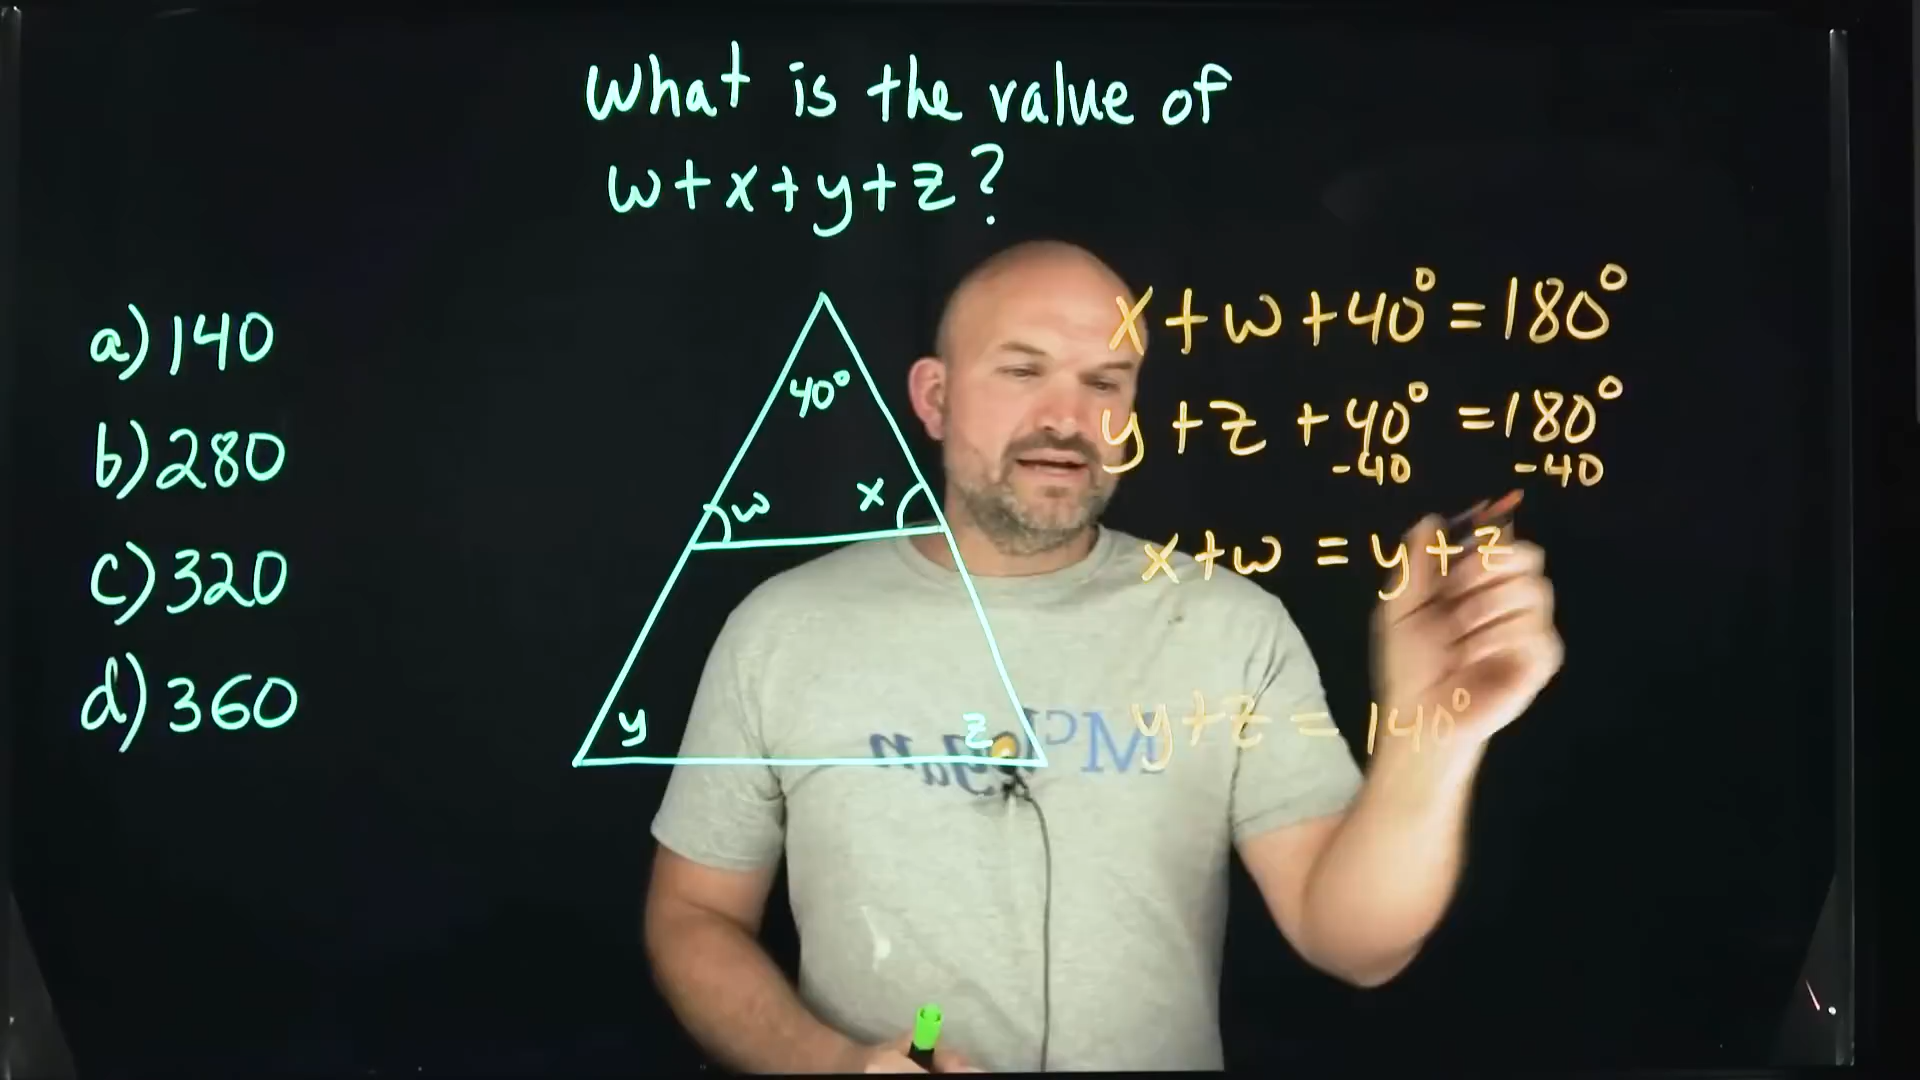 What is the value of
w+x+y+z?
a) 140
b) 280
c) 320
d) 360
40°
w
x
y
z
x+w+40°=180°
y+z+40°=180°
-40 -40
x+w=y+z
y+z=140°